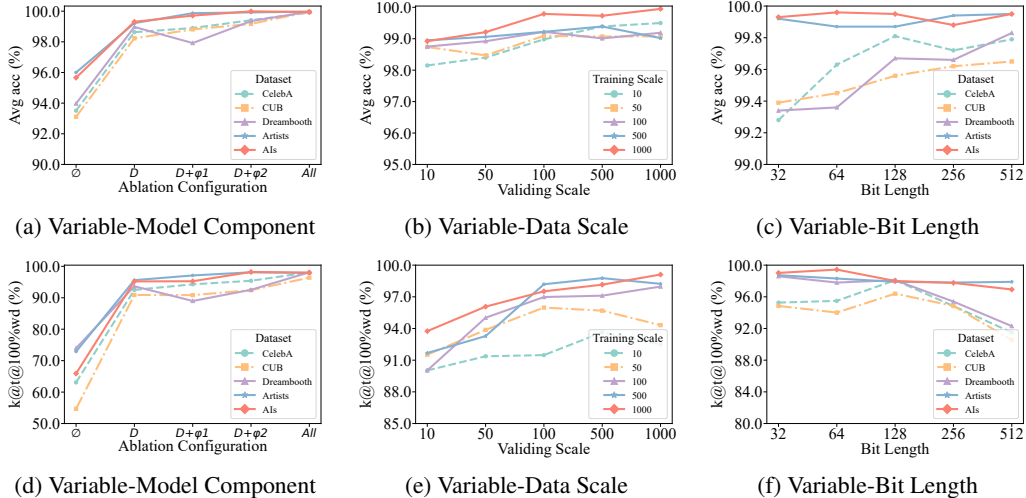 Avg acc (%)
100.0
98.0
96.0
94.0
92.0
90.0
Dataset
CelebA
CUB
Dreambooth
Artists
AIs
∅ D D+φ1 D+φ2 All
Ablation Configuration
(a) Variable-Model Component
Avg acc (%)
100.0
99.0
98.0
97.0
96.0
95.0
Training Scale
10
50
100
500
1000
10 50 100 500 1000
Validing Scale
(b) Variable-Data Scale
Avg acc (%)
100.0
99.8
99.6
99.4
99.2
99.0
Dataset
CelebA
CUB
Dreambooth
Artists
AIs
32 64 128 256 512
Bit Length
(c) Variable-Bit Length
k@t@100%wd (%)
100.0
90.0
80.0
70.0
60.0
50.0
Dataset
CelebA
CUB
Dreambooth
Artists
AIs
∅ D D+φ1 D+φ2 All
Ablation Configuration
(d) Variable-Model Component
k@t@100%wd (%)
100.0
97.0
94.0
91.0
88.0
85.0
Training Scale
10
50
100
500
1000
10 50 100 500 1000
Validing Scale
(e) Variable-Data Scale
k@t@100%wd (%)
100.0
96.0
92.0
88.0
84.0
80.0
Dataset
CelebA
CUB
Dreambooth
Artists
AIs
32 64 128 256 512
Bit Length
(f) Variable-Bit Length